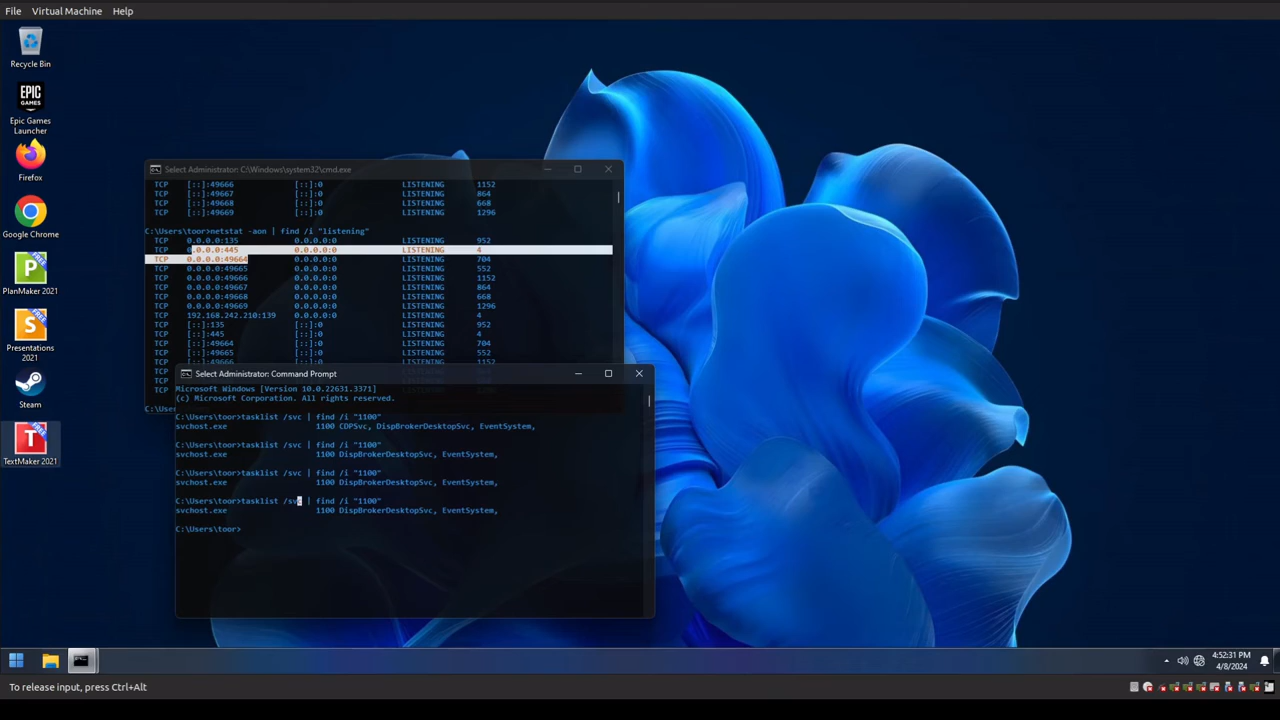 File Virtual Machine Help
Recycle Bin
EPIC
GAMES
Epic Games
Launcher
Firefox
Google Chrome
FREE
P
PlanMaker 2021
FREE
S
Presentations
2021
Steam
FREE
T
TextMaker 2021
Select Administrator: C:\Windows\system32\cmd.exe
TCP [::]:49666 [::]:0 LISTENING 1152
TCP [::]:49667 [::]:0 LISTENING 864
TCP [::]:49668 [::]:0 LISTENING 668
TCP [::]:49669 [::]:0 LISTENING 1296
C:\Users\toor>netstat -aon | find /i "listening"
TCP 0.0.0.0:135 0.0.0.0:0 LISTENING 952
TCP 0.0.0.0:445 0.0.0.0:0 LISTENING 4
TCP 0.0.0.0:49664 0.0.0.0:0 LISTENING 704
TCP 0.0.0.0:49665 0.0.0.0:0 LISTENING 552
TCP 0.0.0.0:49666 0.0.0.0:0 LISTENING 1152
TCP 0.0.0.0:49667 0.0.0.0:0 LISTENING 864
TCP 0.0.0.0:49668 0.0.0.0:0 LISTENING 668
TCP 0.0.0.0:49669 0.0.0.0:0 LISTENING 1296
TCP 192.168.242.210:139 0.0.0.0:0 LISTENING 4
TCP [::]:135 [::]:0 LISTENING 952
TCP [::]:445 [::]:0 LISTENING 4
TCP [::]:49664 [::]:0 LISTENING 704
TCP [::]:49665 [::]:0 LISTENING 552
TCP [::]:49666 [::]:0 LISTENING 1152
TCP
TCP
TCP
C:\Us
Select Administrator: Command Prompt
Microsoft Windows [Version 10.0.22631.3371]
(c) Microsoft Corporation. All rights reserved.
C:\Users\toor>tasklist /svc | find /i "1100"
svchost.exe 1100 CDPSvc, DispBrokerDesktopSvc, EventSystem,
C:\Users\toor>tasklist /svc | find /i "1100"
svchost.exe 1100 DispBrokerDesktopSvc, EventSystem,
C:\Users\toor>tasklist /svc | find /i "1100"
svchost.exe 1100 DispBrokerDesktopSvc, EventSystem,
C:\Users\toor>tasklist /svc | find /i "1100"
svchost.exe 1100 DispBrokerDesktopSvc, EventSystem,
C:\Users\toor>
4:52:31 PM
4/8/2024
To release input, press Ctrl+Alt